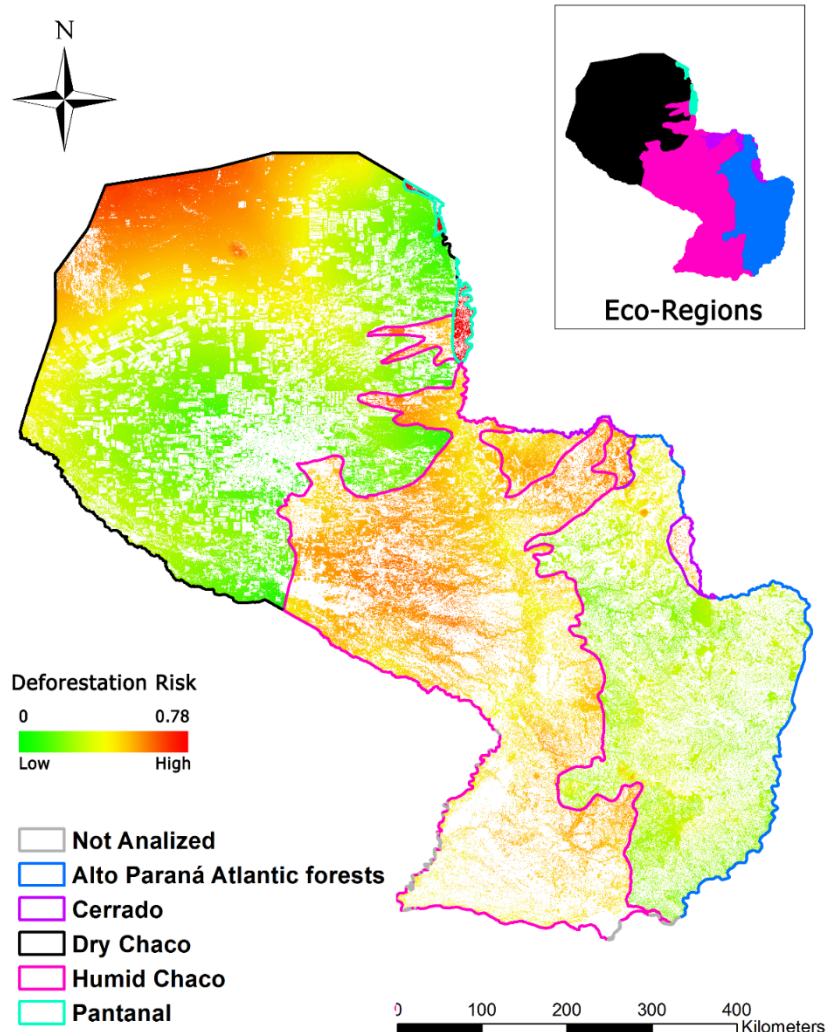 N
Eco-Regions
Deforestation Risk
0 0.78
Low High
Not Analized
Alto Paraná Atlantic forests
Cerrado
Dry Chaco
Humid Chaco
Pantanal
0 100 200 300 400
Kilometers